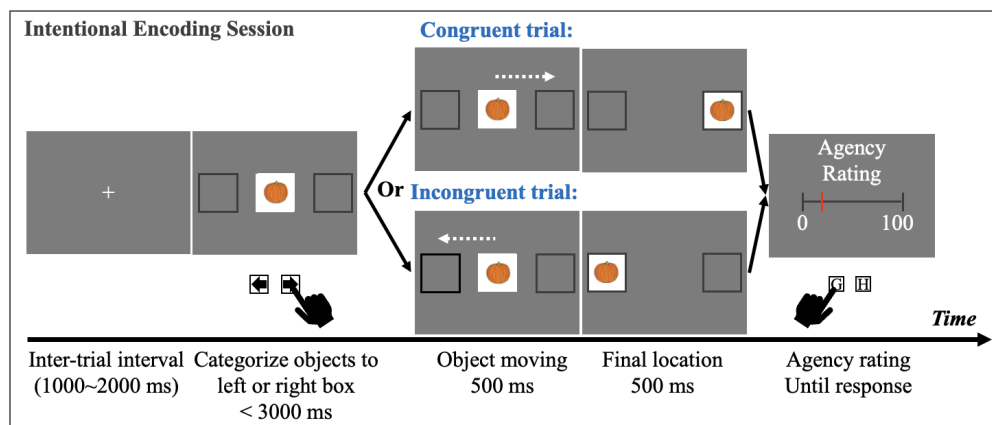 Intentional Encoding Session
Congruent trial:
+
Or
Incongruent trial:
Agency
Rating
0 100
G H
Time
Inter-trial interval
(1000~2000 ms)
Categorize objects to
left or right box
< 3000 ms
Object moving
500 ms
Final location
500 ms
Agency rating
Until response